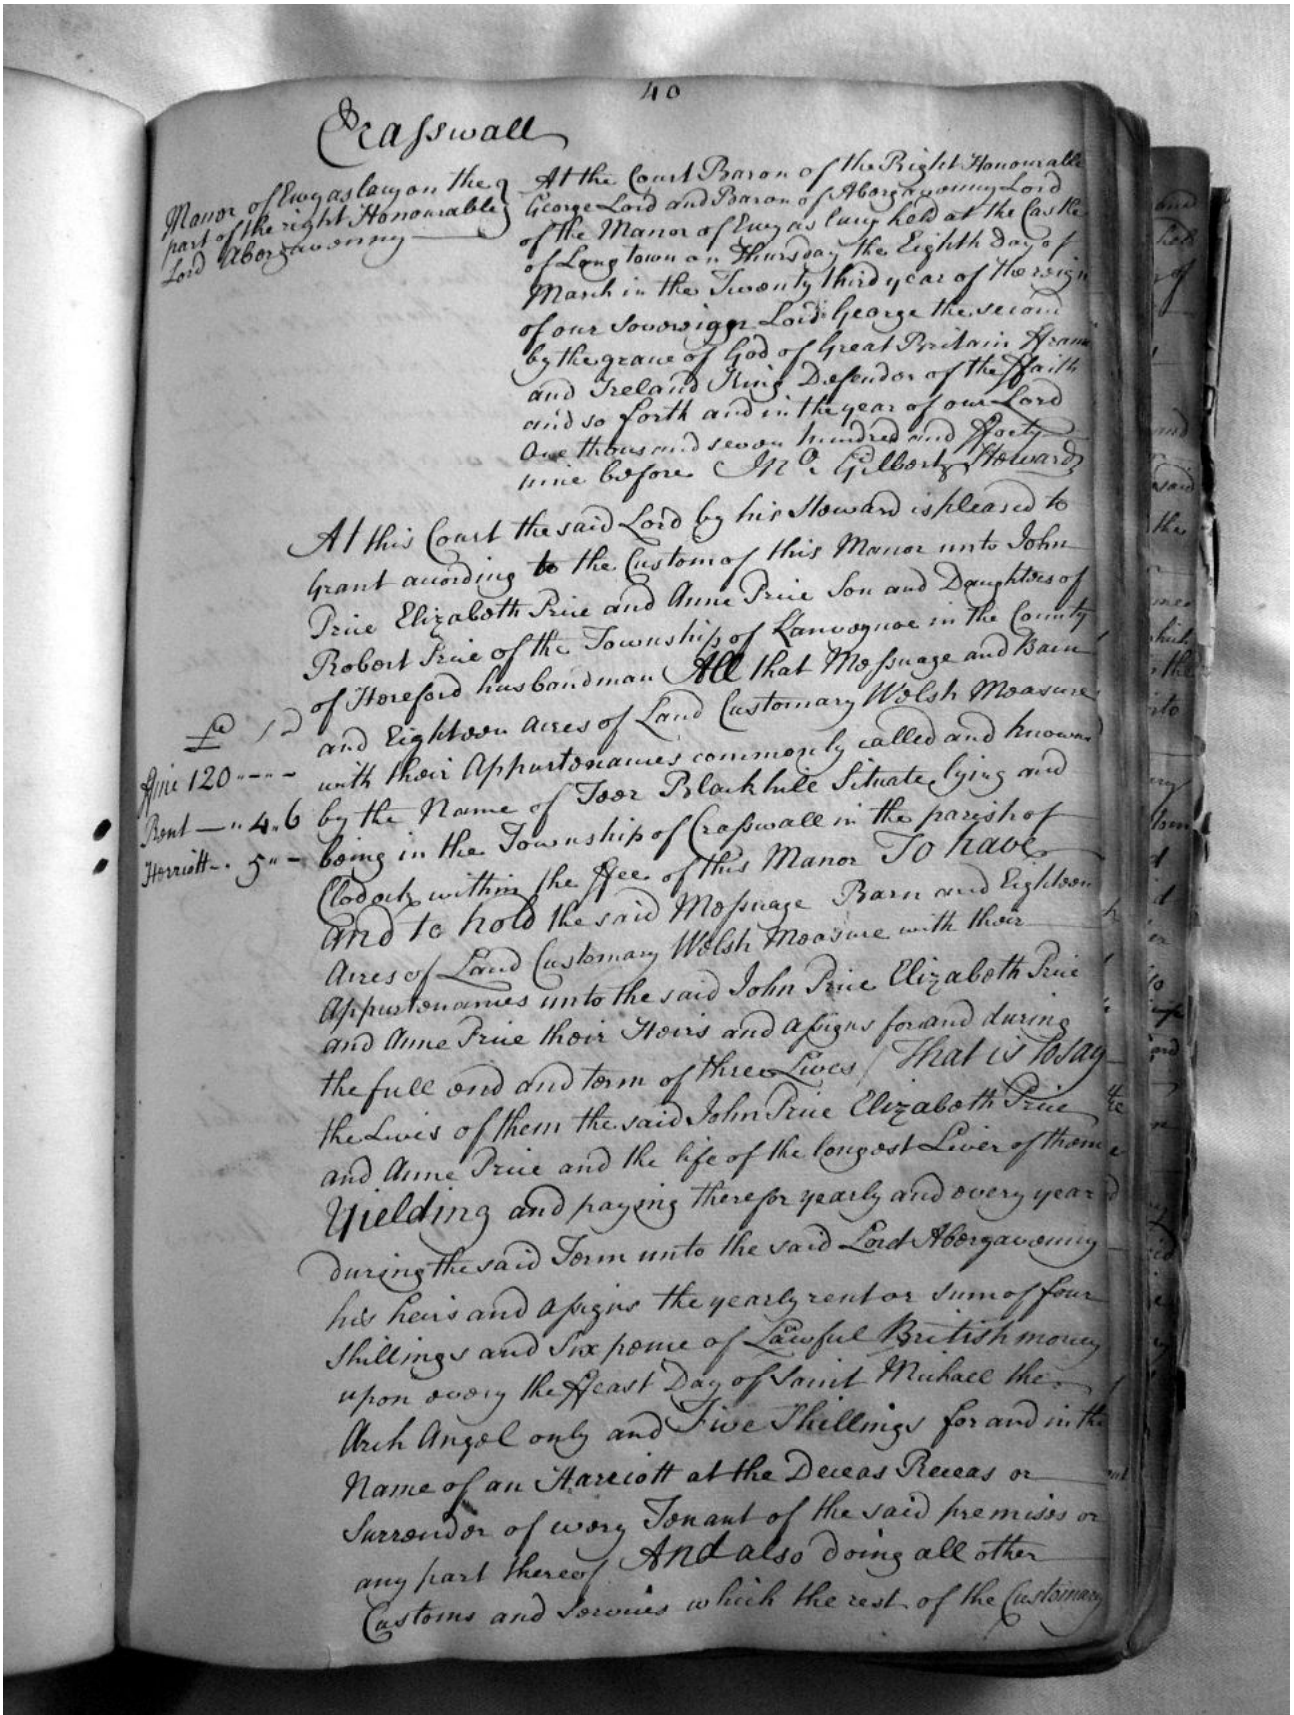 40
Crasswall
Manor of Ewyas lacy on the
part of the right Honourable
Lord Abergavenny
At the Court Baron of the Right Honourable
George Lord and Baron of Abergavenny Lord
of the Manor of Ewyas lacy held at the Castle
of Longtown on Thursday the Eighth Day of
March in the Twenty third year of the reign
of our Sovereign Lord George the second
by the grace of God of Great Britain ffrance
and Ireland King Defender of the ffaith
and so forth and in the year of our Lord
One thousand seven hundred and fforty
nine before Jno. Gilbert Steward
At this Court the said Lord by his Steward is pleased to
Grant according to the Custom of this Manor unto John
Price Elizabeth Price and Anne Price Son and Daughters of
Robert Price of the Township of Lanveynoe in the County
of Hereford husbandman All that Messuage and Barn
and Eighteen Acres of Land Customary Welsh Measure
with their Appurtenances commonly called and knowne
by the Name of Toer Blackhile Situate lying and
being in the Township of Crasswall in the parish of
Clodock within the ffee of this Manor To have
and to hold the said Messuage Barn and Eighteen
Acres of Land Customary Welsh Measure with their
Appurtenances unto the said John Price Elizabeth Price
and Anne Price their Heirs and assigns for and during
the full end and term of three Lives / That is to say
the Lives of them the said John Price Elizabeth Price
and Anne Price and the life of the longest Liver of them
Yielding and paying therefor yearly and every year
during the said Term unto the said Lord Abergavenny
his heirs and assigns the yearly rent or sum of four
shillings and Six pence of Lawful British money
upon every the ffeast Day of Saint Michael the
Arch Angel only and Five Shillings for and in the
Name of an Harriott at the Deceas Receas or
Surrender of every Tenant of the said premises or
any part thereof And also doing all other
Customs and Services which the rest of the Customary
ffine 120 " - " -
Rent - " 4 " 6
Herriott - . 5 " -